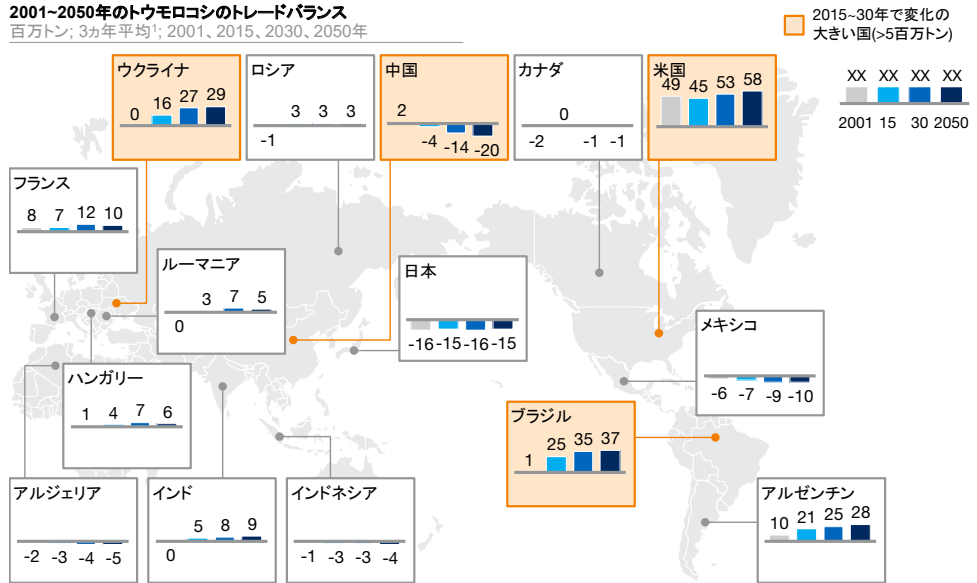 2001~2050年のトウモロコシのトレードバランス
百万トン; 3ヵ年平均¹; 2001、2015、2030、2050年
2015~30年で変化の
大きい国(>5百万トン)
XX XX XX XX
2001 15 30 2050
ウクライナ
0 16 27 29
ロシア
-1 3 3 3
中国
2 -4 -14 -20
カナダ
-2 0 -1 -1
米国
49 45 53 58
フランス
8 7 12 10
ルーマニア
0 3 7 5
日本
-16 -15 -16 -15
メキシコ
-6 -7 -9 -10
ハンガリー
1 4 7 6
ブラジル
1 25 35 37
アルジェリア
-2 -3 -4 -5
インド
0 5 8 9
インドネシア
-1 -3 -3 -4
アルゼンチン
10 21 25 28